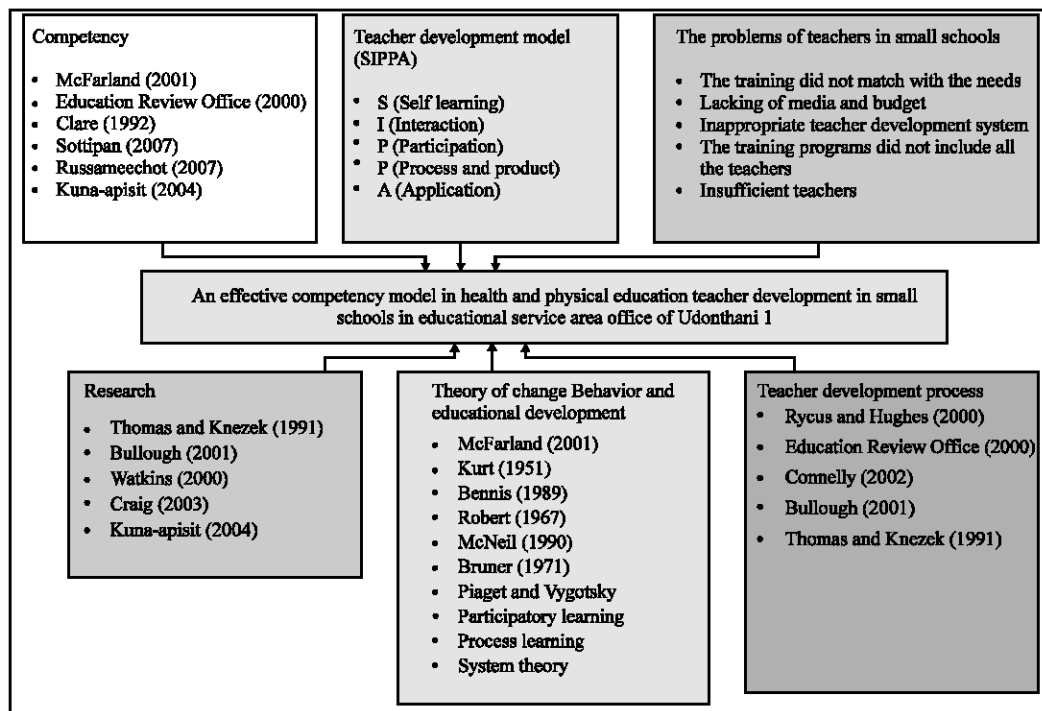 Competency
• McFarland (2001)
• Education Review Office (2000)
• Clare (1992)
• Sottipan (2007)
• Russameechot (2007)
• Kuna-apisit (2004)
Teacher development model
(SIPPA)
• S (Self learning)
• I (Interaction)
• P (Participation)
• P (Process and product)
• A (Application)
The problems of teachers in small schools
• The training did not match with the needs
• Lacking of media and budget
• Inappropriate teacher development system
• The training programs did not include all
the teachers
• Insufficient teachers
An effective competency model in health and physical education teacher development in small
schools in educational service area office of Udonthani 1
Research
• Thomas and Knezek (1991)
• Bullough (2001)
• Watkins (2000)
• Craig (2003)
• Kuna-apisit (2004)
Theory of change Behavior and
educational development
• McFarland (2001)
• Kurt (1951)
• Bennis (1989)
• Robert (1967)
• McNeil (1990)
• Bruner (1971)
• Piaget and Vygotsky
• Participatory learning
• Process learning
• System theory
Teacher development process
• Rycus and Hughes (2000)
• Education Review Office (2000)
• Connelly (2002)
• Bullough (2001)
• Thomas and Knezek (1991)